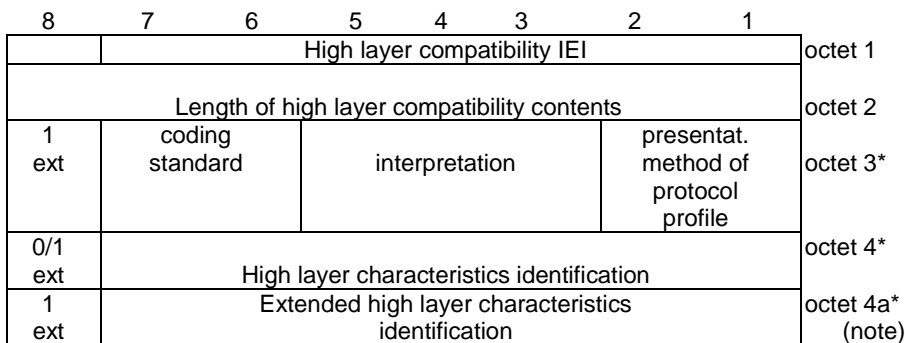 8 7 6 5 4 3 2 1
High layer compatibility IEI octet 1
Length of high layer compatibility contents octet 2
1 coding presentat.
ext standard interpretation method of octet 3*
protocol
profile
0/1 octet 4*
ext High layer characteristics identification
1 Extended high layer characteristics octet 4a*
ext identification (note)